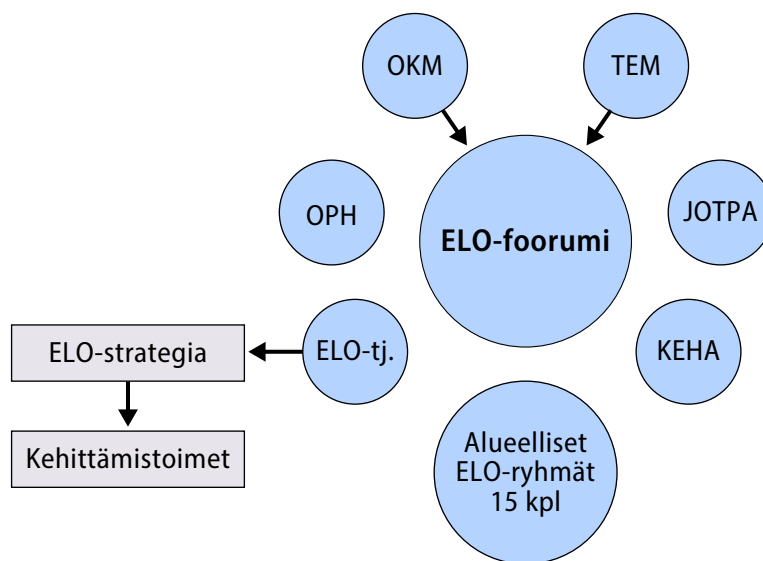 OKM
TEM
OPH
ELO-foorumi
JOTPA
ELO-strategia
ELO-tj.
KEHA
Kehittämistoimet
Alueelliset
ELO-ryhmät
15 kpl